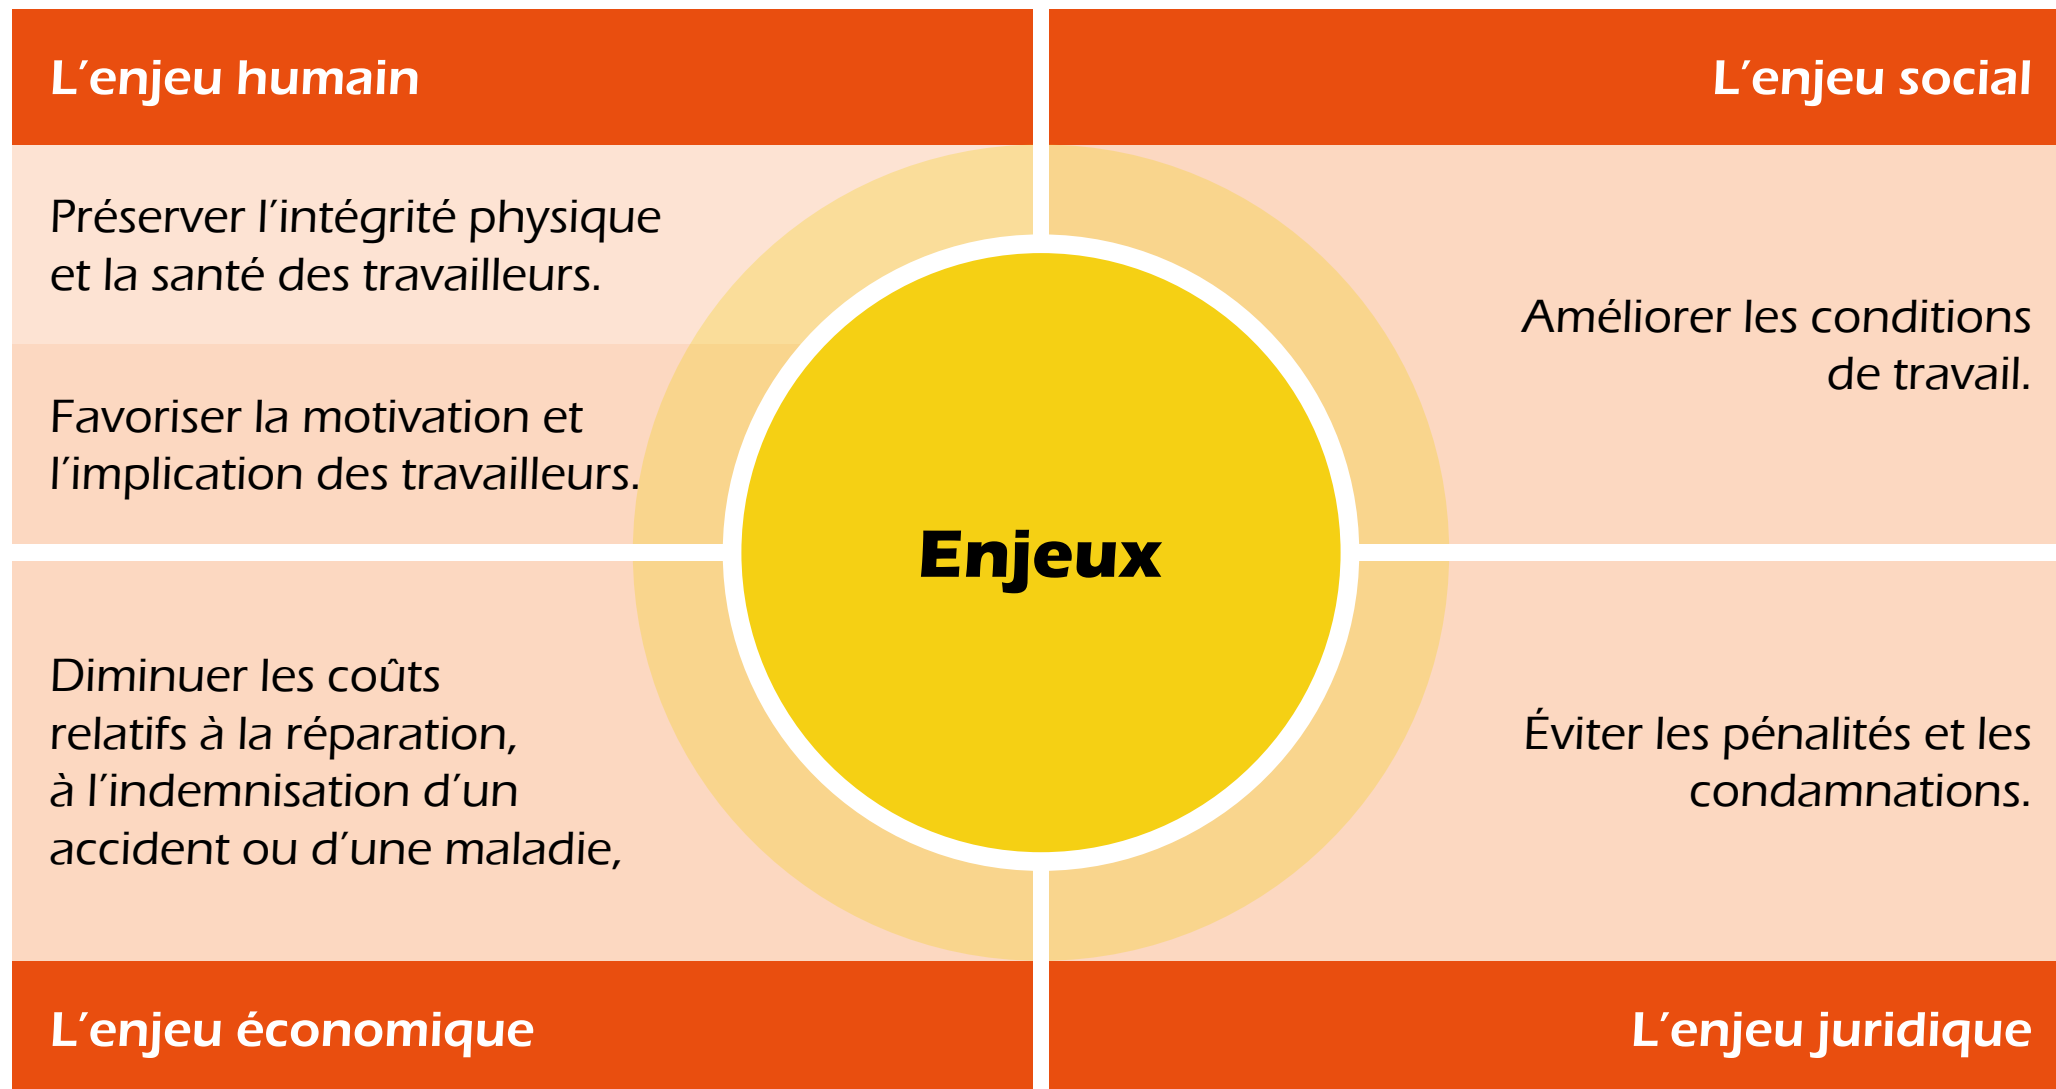 L'enjeu humain
Préserver l'intégrité physique
et la santé des travailleurs.
Favoriser la motivation et
l'implication des travailleurs.
L'enjeu social
Améliorer les conditions
de travail.
Enjeux
Diminuer les coûts
relatifs à la réparation,
à l'indemnisation d'un
accident ou d'une maladie,
L'enjeu économique
Éviter les pénalités et les
condamnations.
L'enjeu juridique